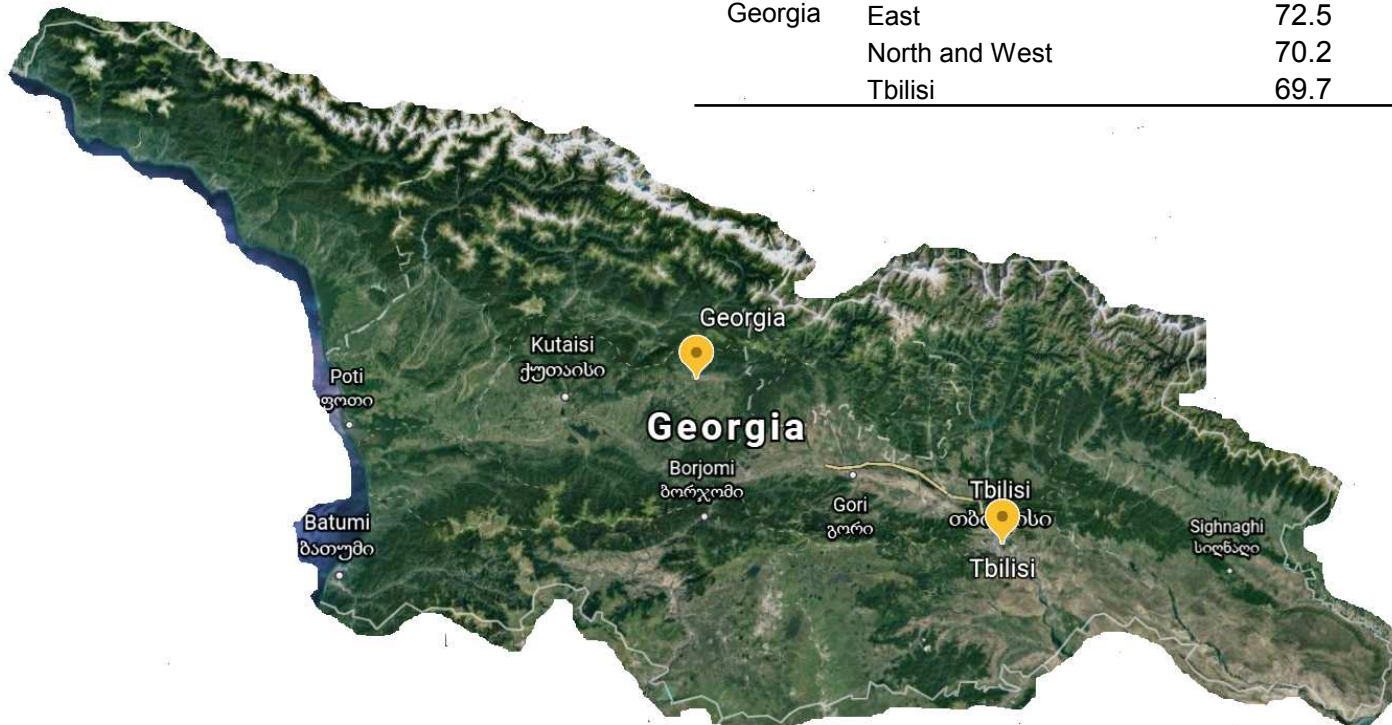 Georgia East 72.5
North and West 70.2
Tbilisi 69.7
Georgia
Kutaisi
ქუთაისი
Poti
ფოთი
Georgia
Borjomi
ბორჯომი
Gori
გორი
Tbilisi
Batumi
ბათუმი
Sighnaghi
სიღნაღი
Tbilisi